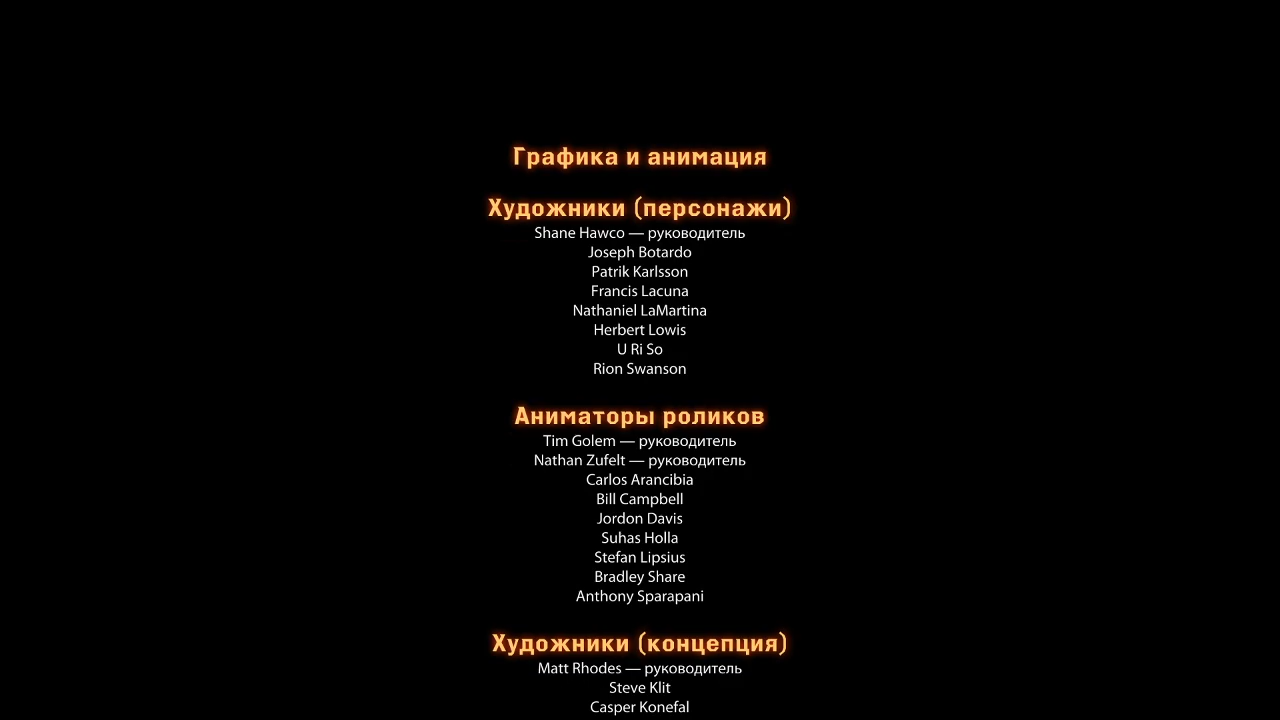 Графика и анимация
Художники (персонажи)
Shane Hawco — руководитель
Joseph Botardo
Patrik Karlsson
Francis Lacuna
Nathaniel LaMartina
Herbert Lowis
U Ri So
Rion Swanson
Аниматоры роликов
Tim Golem — руководитель
Nathan Zufelt — руководитель
Carlos Arancibia
Bill Campbell
Jordon Davis
Suhas Holla
Stefan Lipsius
Bradley Share
Anthony Sparapani
Художники (концепция)
Matt Rhodes — руководитель
Steve Klit
Casper Konefal